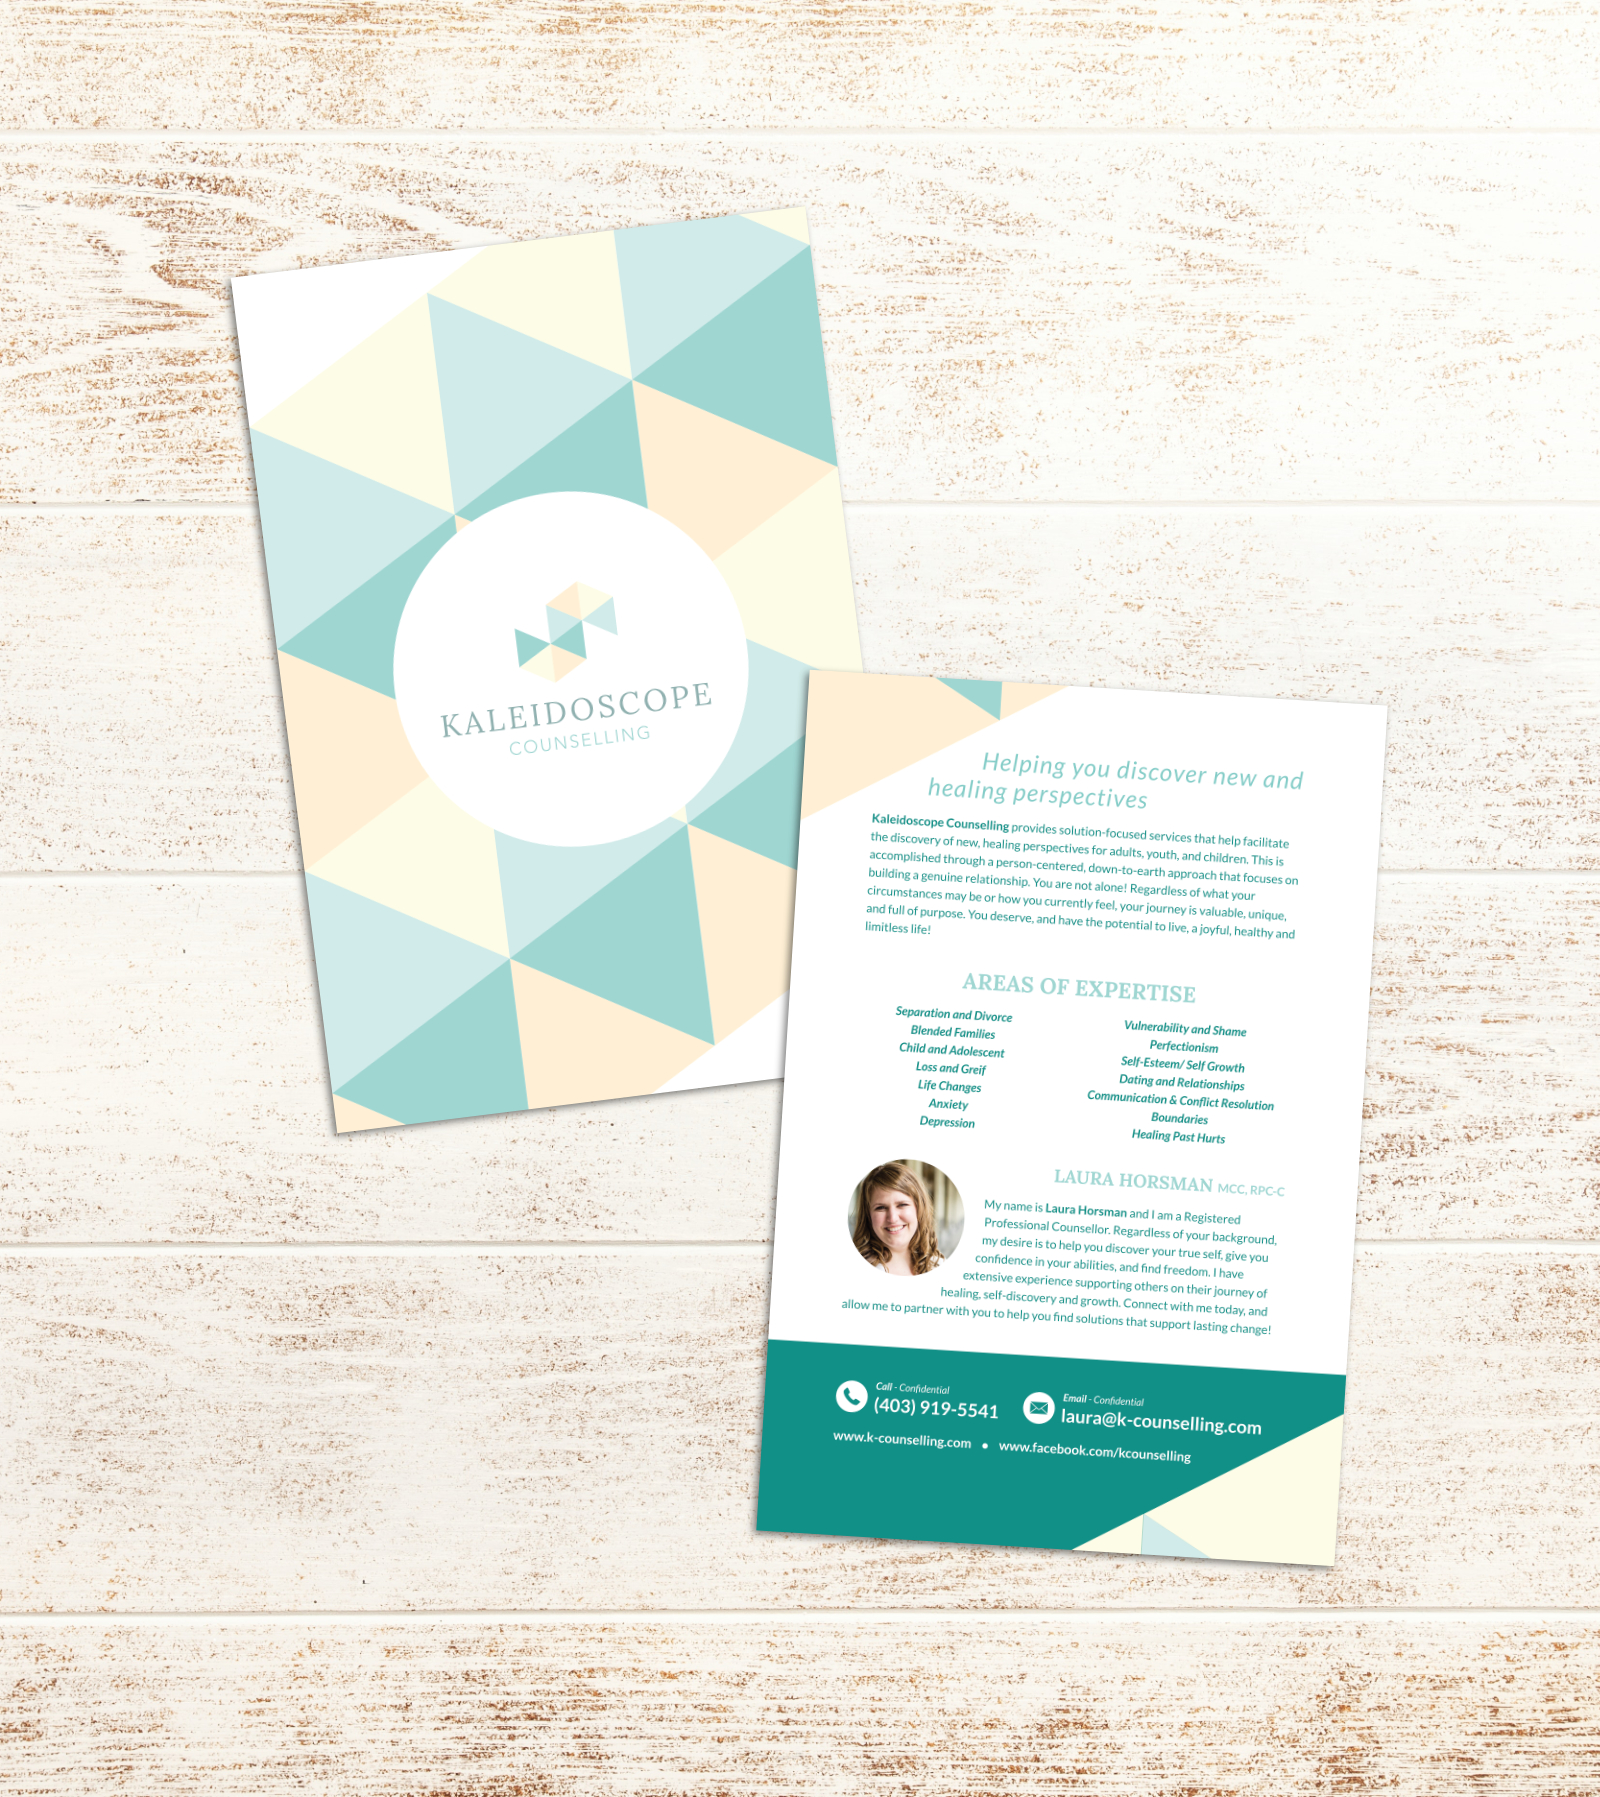 KALEIDOSCOPE
COUNSELLING
Helping you discover new and
healing perspectives
Kaleidoscope Counselling provides solution-focused services that help facilitate
the discovery of new, healing perspectives for adults, youth, and children. This is
accomplished through a person-centered, down-to-earth approach that focuses on
building a genuine relationship. You are not alone! Regardless of what your
circumstances may be or how you currently feel, your journey is valuable, unique,
and full of purpose. You deserve, and have the potential to live, a joyful, healthy and
limitless life!
AREAS OF EXPERTISE
Separation and Divorce
Blended Families
Child and Adolescent
Loss and Greif
Life Changes
Anxiety
Depression
Vulnerability and Shame
Perfectionism
Self-Esteem/ Self Growth
Dating and Relationships
Communication & Conflict Resolution
Boundaries
Healing Past Hurts
LAURA HORSMAN MCC, RPC-C
My name is Laura Horsman and I am a Registered
Professional Counsellor. Regardless of your background,
my desire is to help you discover your true self, give you
confidence in your abilities, and find freedom. I have
extensive experience supporting others on their journey of
healing, self-discovery and growth. Connect with me today, and
allow me to partner with you to help you find solutions that support lasting change!
Call - Confidential
(403) 919-5541
Email - Confidential
laura@k-counselling.com
www.k-counselling.com • www.facebook.com/kcounselling